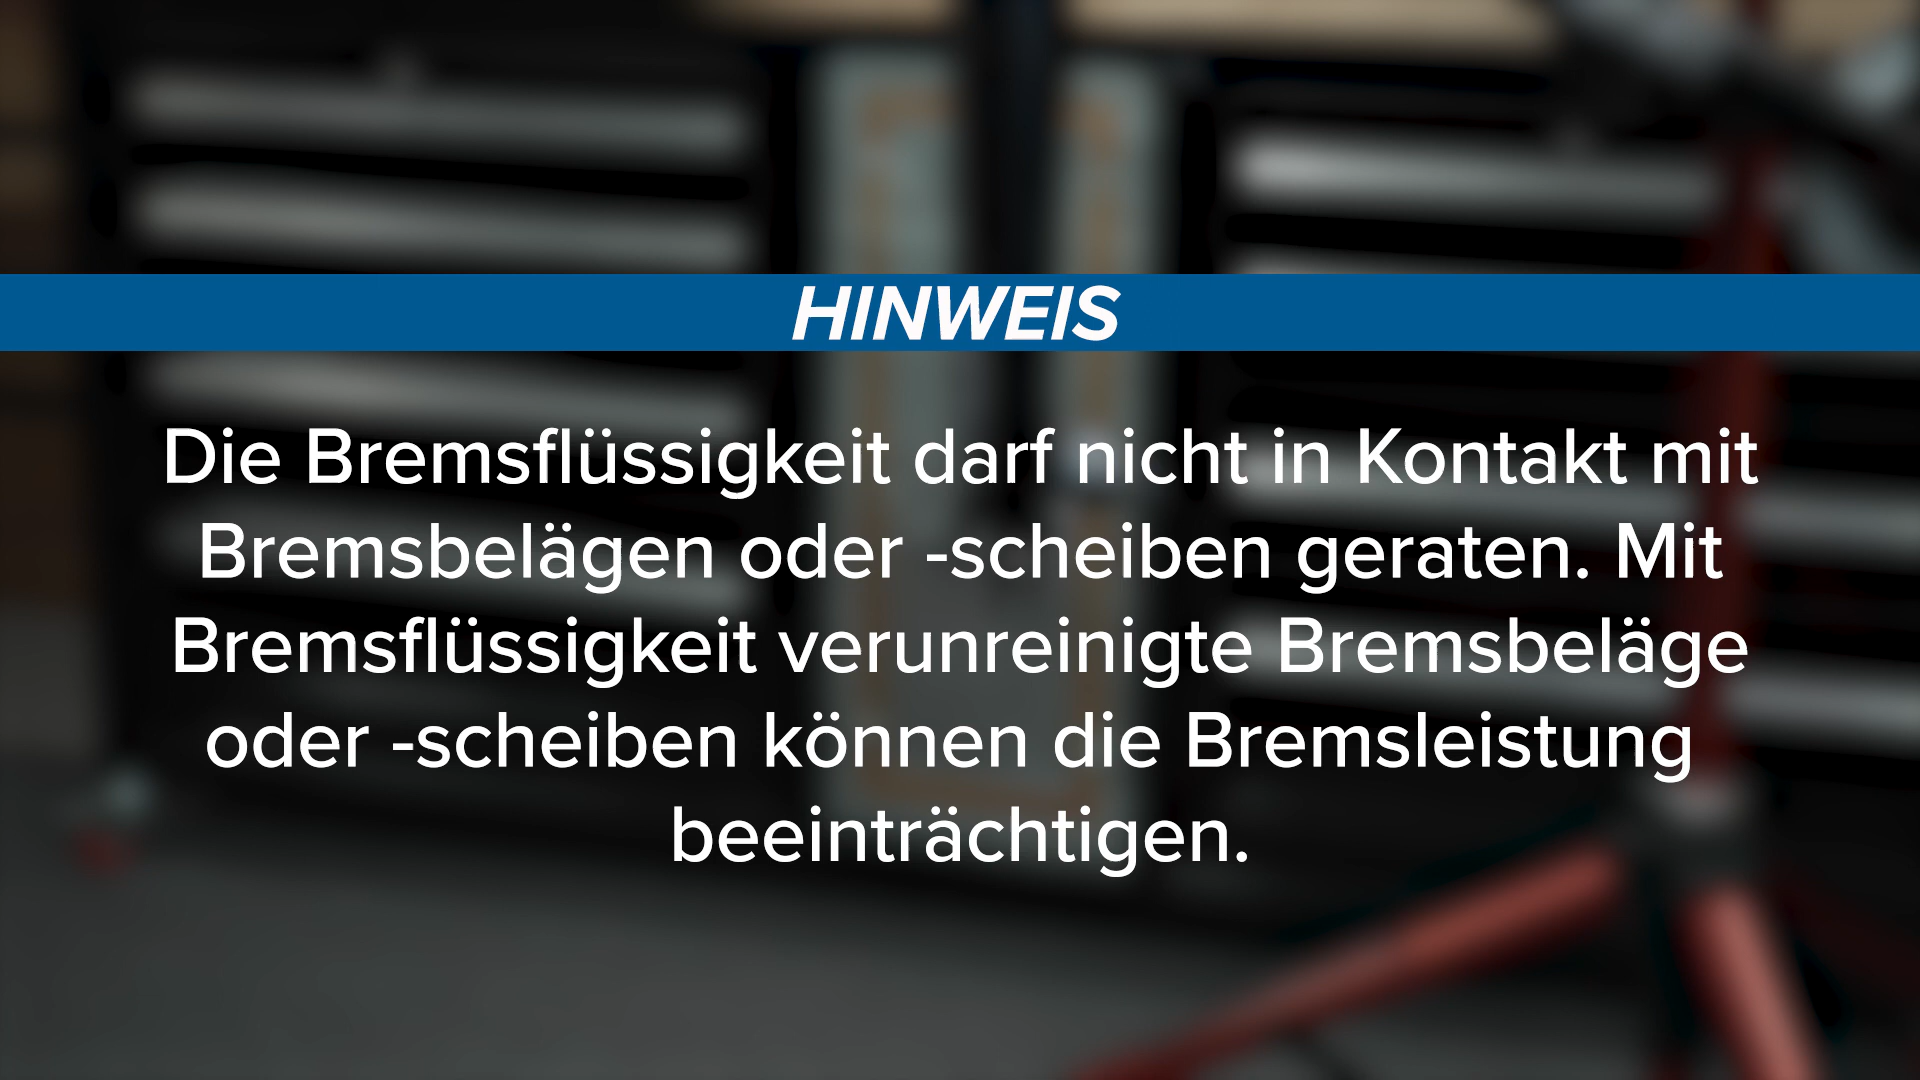 HINWEIS
Die Bremsflüssigkeit darf nicht in Kontakt mit
Bremsbelägen oder -scheiben geraten. Mit
Bremsflüssigkeit verunreinigte Bremsbeläge
oder -scheiben können die Bremsleistung
beeinträchtigen.